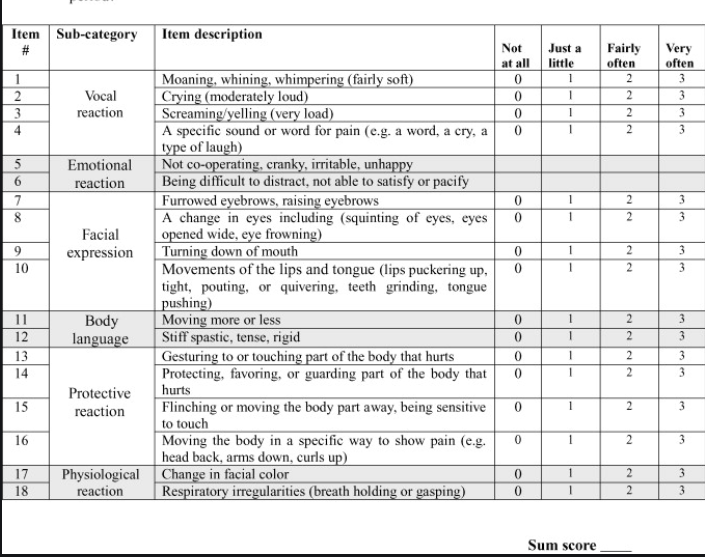 Item Sub-category Item description
# Not Just a Fairly Very
at all little often often
1 Moaning, whining, whimpering (fairly soft) 0 1 2 3
2 Vocal Crying (moderately loud) 0 1 2 3
3 reaction Screaming/yelling (very load) 0 1 2 3
4 A specific sound or word for pain (e.g. a word, a cry, a 0 1 2 3
type of laugh)
5 Emotional Not co-operating, cranky, irritable, unhappy
6 reaction Being difficult to distract, not able to satisfy or pacify
7 Furrowed eyebrows, raising eyebrows 0 1 2 3
8 A change in eyes including (squinting of eyes, eyes 0 1 2 3
Facial opened wide, eye frowning)
9 expression Turning down of mouth 0 1 2 3
10 Movements of the lips and tongue (lips puckering up, 0 1 2 3
tight, pouting, or quivering, teeth grinding, tongue
pushing)
11 Body Moving more or less 0 1 2 3
12 language Stiff spastic, tense, rigid 0 1 2 3
13 Gesturing to or touching part of the body that hurts 0 1 2 3
14 Protecting, favoring, or guarding part of the body that 0 1 2 3
Protective hurts
15 reaction Flinching or moving the body part away, being sensitive 0 1 2 3
to touch
16 Moving the body in a specific way to show pain (e.g. 0 1 2 3
head back, arms down, curls up)
17 Physiological Change in facial color 0 1 2 3
18 reaction Respiratory irregularities (breath holding or gasping) 0 1 2 3
Sum score ____